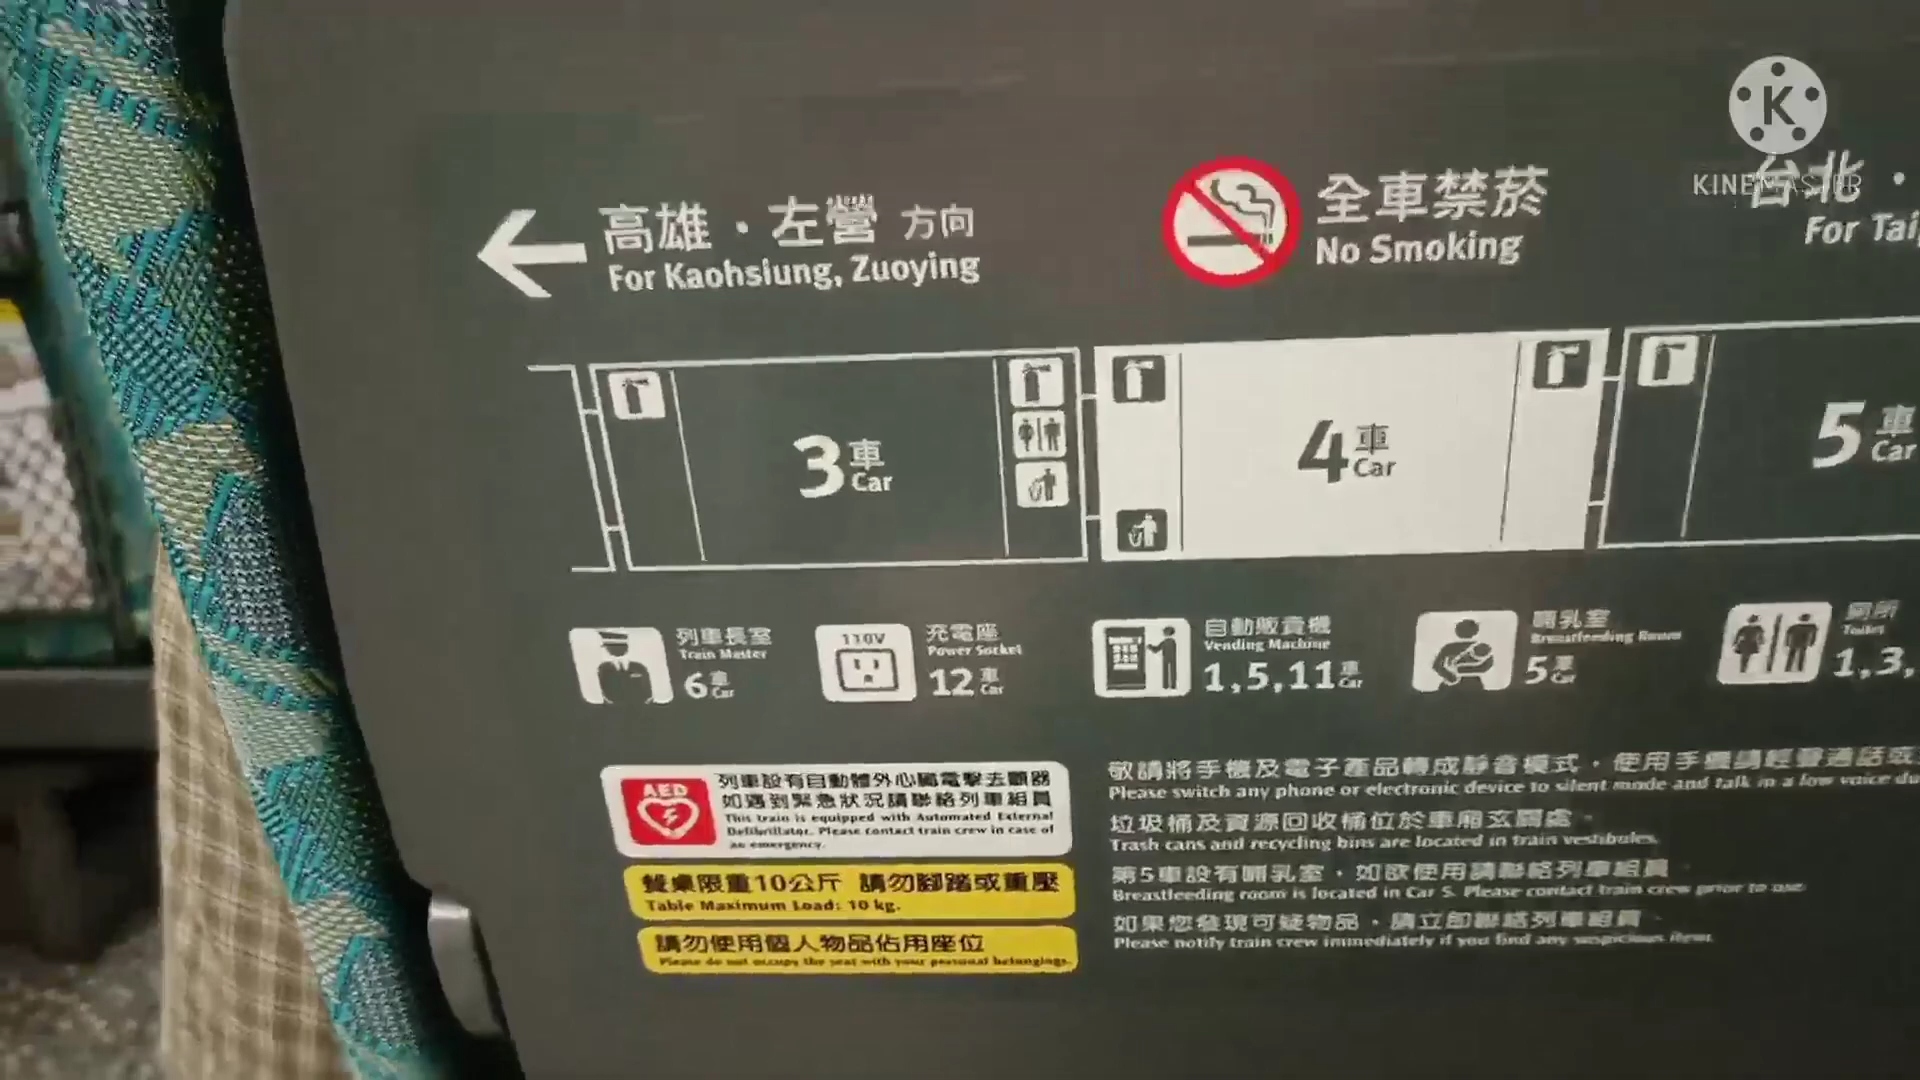 K
KINEMASTER
高雄・左營 方向
For Kaohsiung, Zuoying
全車禁菸
No Smoking
台北・
For Tai
3車
Car
4車
Car
5車
Car
列車長室
Train Master
6車
Car
110V
充電座
Power Socket
12車
Car
自動販賣機
Vending Machine
1,5,11車
Car
哺乳室
Breastfeeding Room
5車
Car
廁所
Toilet
1,3,
AED
列車設有自動體外心臟電擊去顫器
如遇到緊急狀況請聯絡列車組員
This train is equipped with Automated External
Defibrillator. Please contact train crew in case of
an emergency.
餐桌限重10公斤 請勿腳踏或重壓
Table Maximum Load: 10 kg.
請勿使用個人物品佔用座位
Please do not occupy the seat with your personal belongings.
敬請將手機及電子產品轉成靜音模式，使用手機請輕聲通話或
Please switch any phone or electronic device to silent mode and talk in a low voice du
垃圾桶及資源回收桶位於車廂玄關處。
Trash cans and recycling bins are located in train vestibules.
第5車設有哺乳室，如欲使用請聯絡列車組員。
Breastfeeding room is located in Car 5. Please contact train crew prior to use.
如果您發現可疑物品，請立即聯絡列車組員。
Please notify train crew immediately if you find any suspicious item.